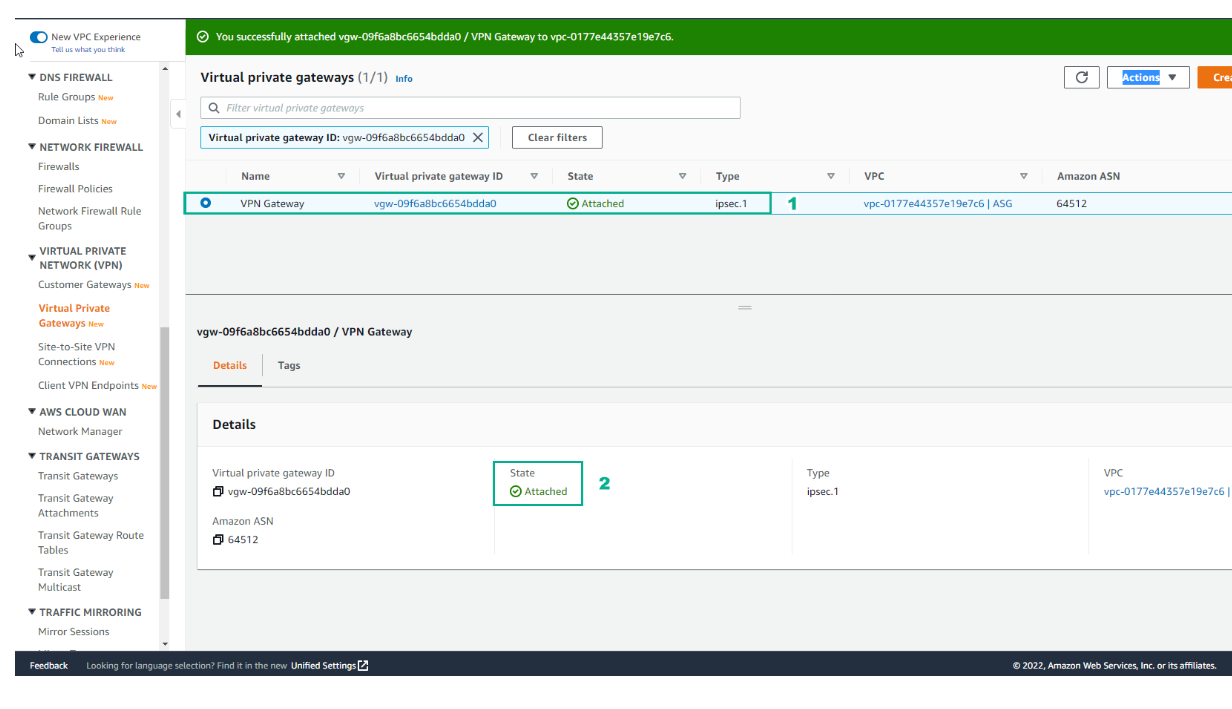 New VPC Experience
Tell us what you think
DNS FIREWALL
Rule Groups New
Domain Lists New
NETWORK FIREWALL
Firewalls
Firewall Policies
Network Firewall Rule
Groups
VIRTUAL PRIVATE
NETWORK (VPN)
Customer Gateways New
Virtual Private
Gateways New
Site-to-Site VPN
Connections New
Client VPN Endpoints New
AWS CLOUD WAN
Network Manager
TRANSIT GATEWAYS
Transit Gateways
Transit Gateway
Attachments
Transit Gateway Route
Tables
Transit Gateway
Multicast
TRAFFIC MIRRORING
Mirror Sessions
You successfully attached vgw-09f6a8bc6654bdda0 / VPN Gateway to vpc-0177e44357e19e7c6.
Virtual private gateways (1/1) Info
Actions
Crea
Filter virtual private gateways
Virtual private gateway ID: vgw-09f6a8bc6654bdda0
Clear filters
Name Virtual private gateway ID State Type VPC Amazon ASN
VPN Gateway vgw-09f6a8bc6654bdda0 Attached ipsec.1 1 vpc-0177e44357e19e7c6 | ASG 64512
vgw-09f6a8bc6654bdda0 / VPN Gateway
Details Tags
Details
Virtual private gateway ID
vgw-09f6a8bc6654bdda0
Amazon ASN
64512
State
Attached
2
Type
ipsec.1
VPC
vpc-0177e44357e19e7c6 |
Feedback Looking for language selection? Find it in the new Unified Settings
© 2022, Amazon Web Services, Inc. or its affiliates.